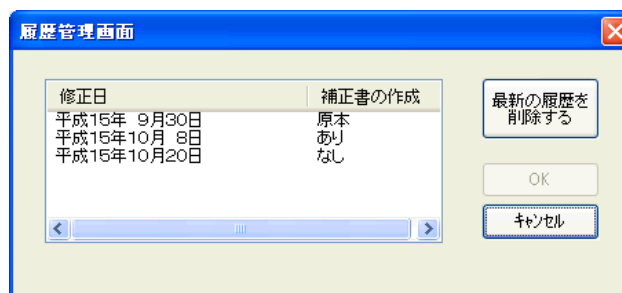 履歴管理画面
修正日 補正書の作成
平成15年 9月30日 原本
平成15年10月 8日 あり
平成15年10月20日 なし
最新の履歴を
削除する
OK
キャンセル